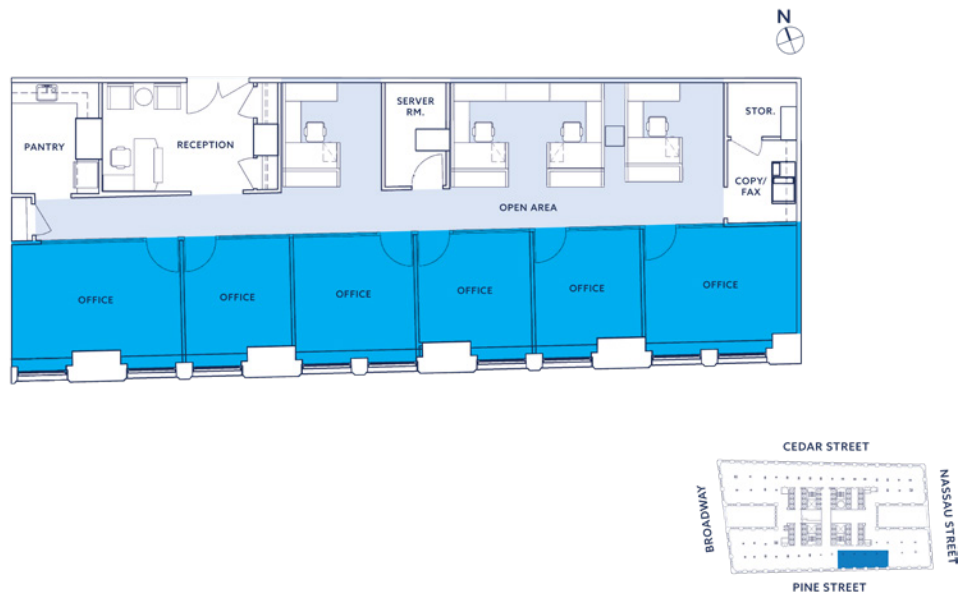 N
SERVER
RM.
STOR.
PANTRY
RECEPTION
COPY/
FAX
OPEN AREA
OFFICE
OFFICE
OFFICE
OFFICE
OFFICE
OFFICE
CEDAR STREET
BROADWAY
NASSAU STREET
PINE STREET